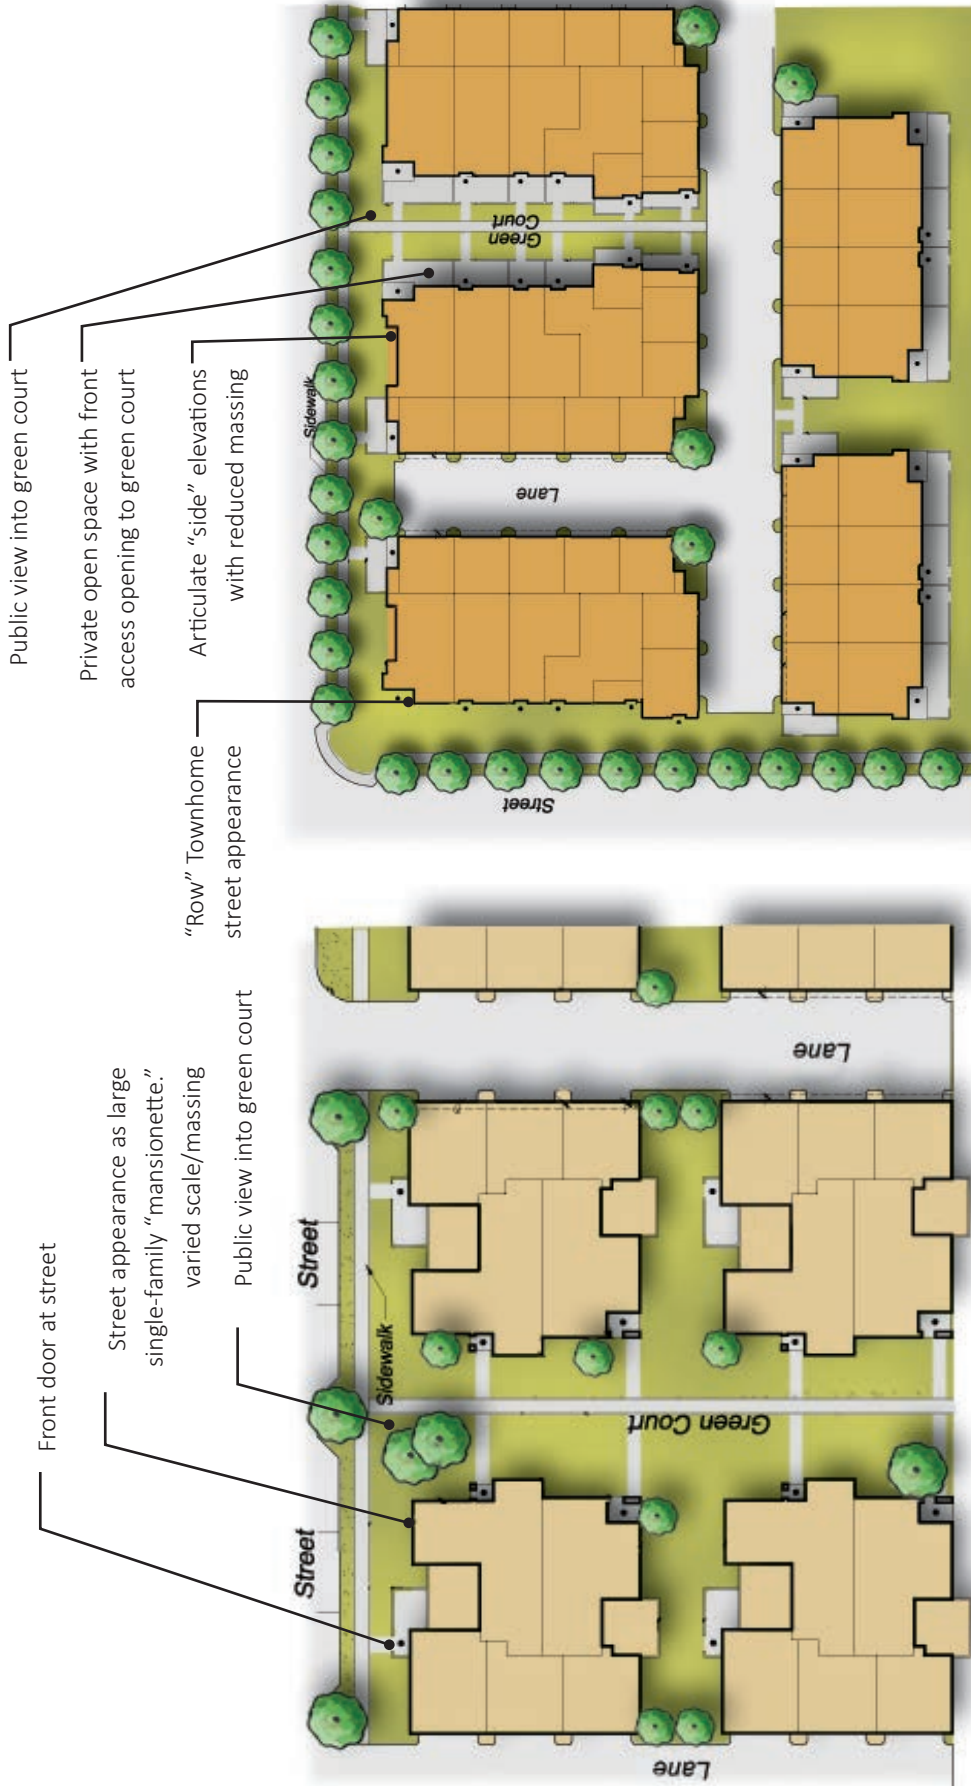 Front door at street
Street appearance as large
single-family “mansionette.”
varied scale/massing
Public view into green court
Street
Street
Sidewalk
Green Court
Lane
Lane
Public view into green court
Private open space with front
access opening to green court
Articulate “side” elevations
with reduced massing
“Row” Townhome
street appearance
Sidewalk
Green
Court
Lane
Street